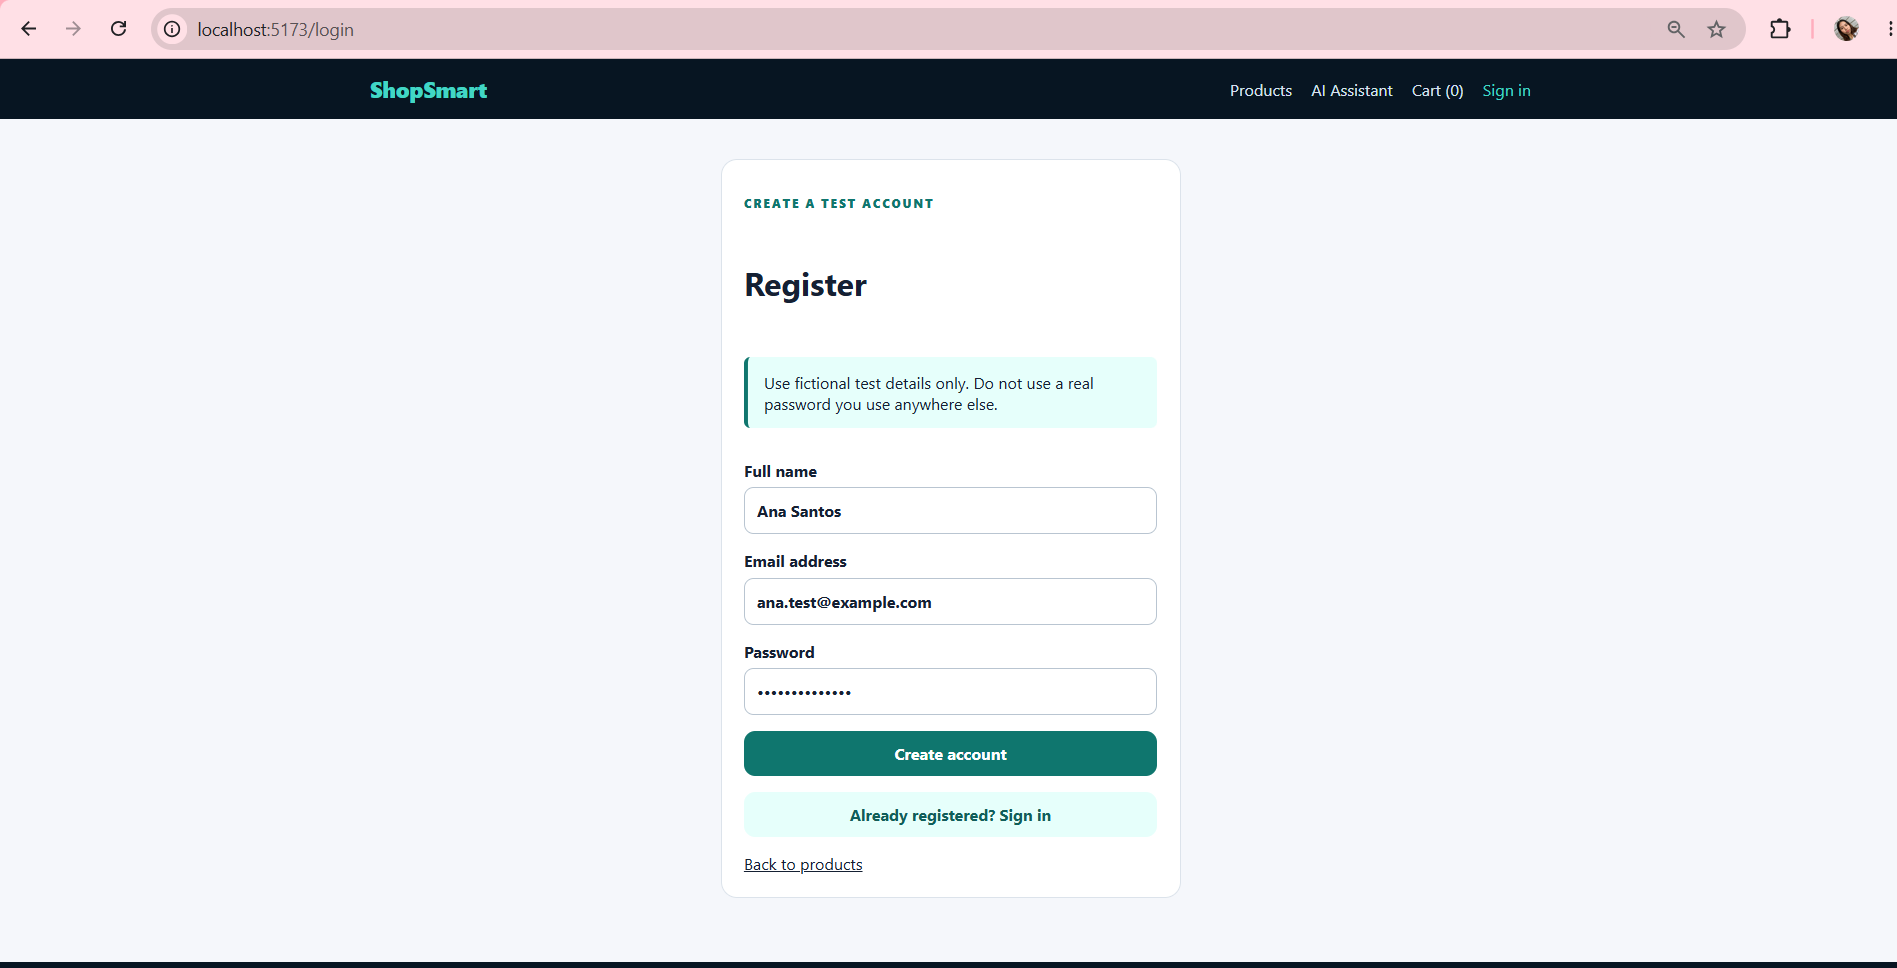 localhost:5173/login
ShopSmart
Products AI Assistant Cart (0) Sign in
CREATE A TEST ACCOUNT
Register
Use fictional test details only. Do not use a real
password you use anywhere else.
Full name
Ana Santos
Email address
ana.test@example.com
Password
••••••••••••••
Create account
Already registered? Sign in
Back to products